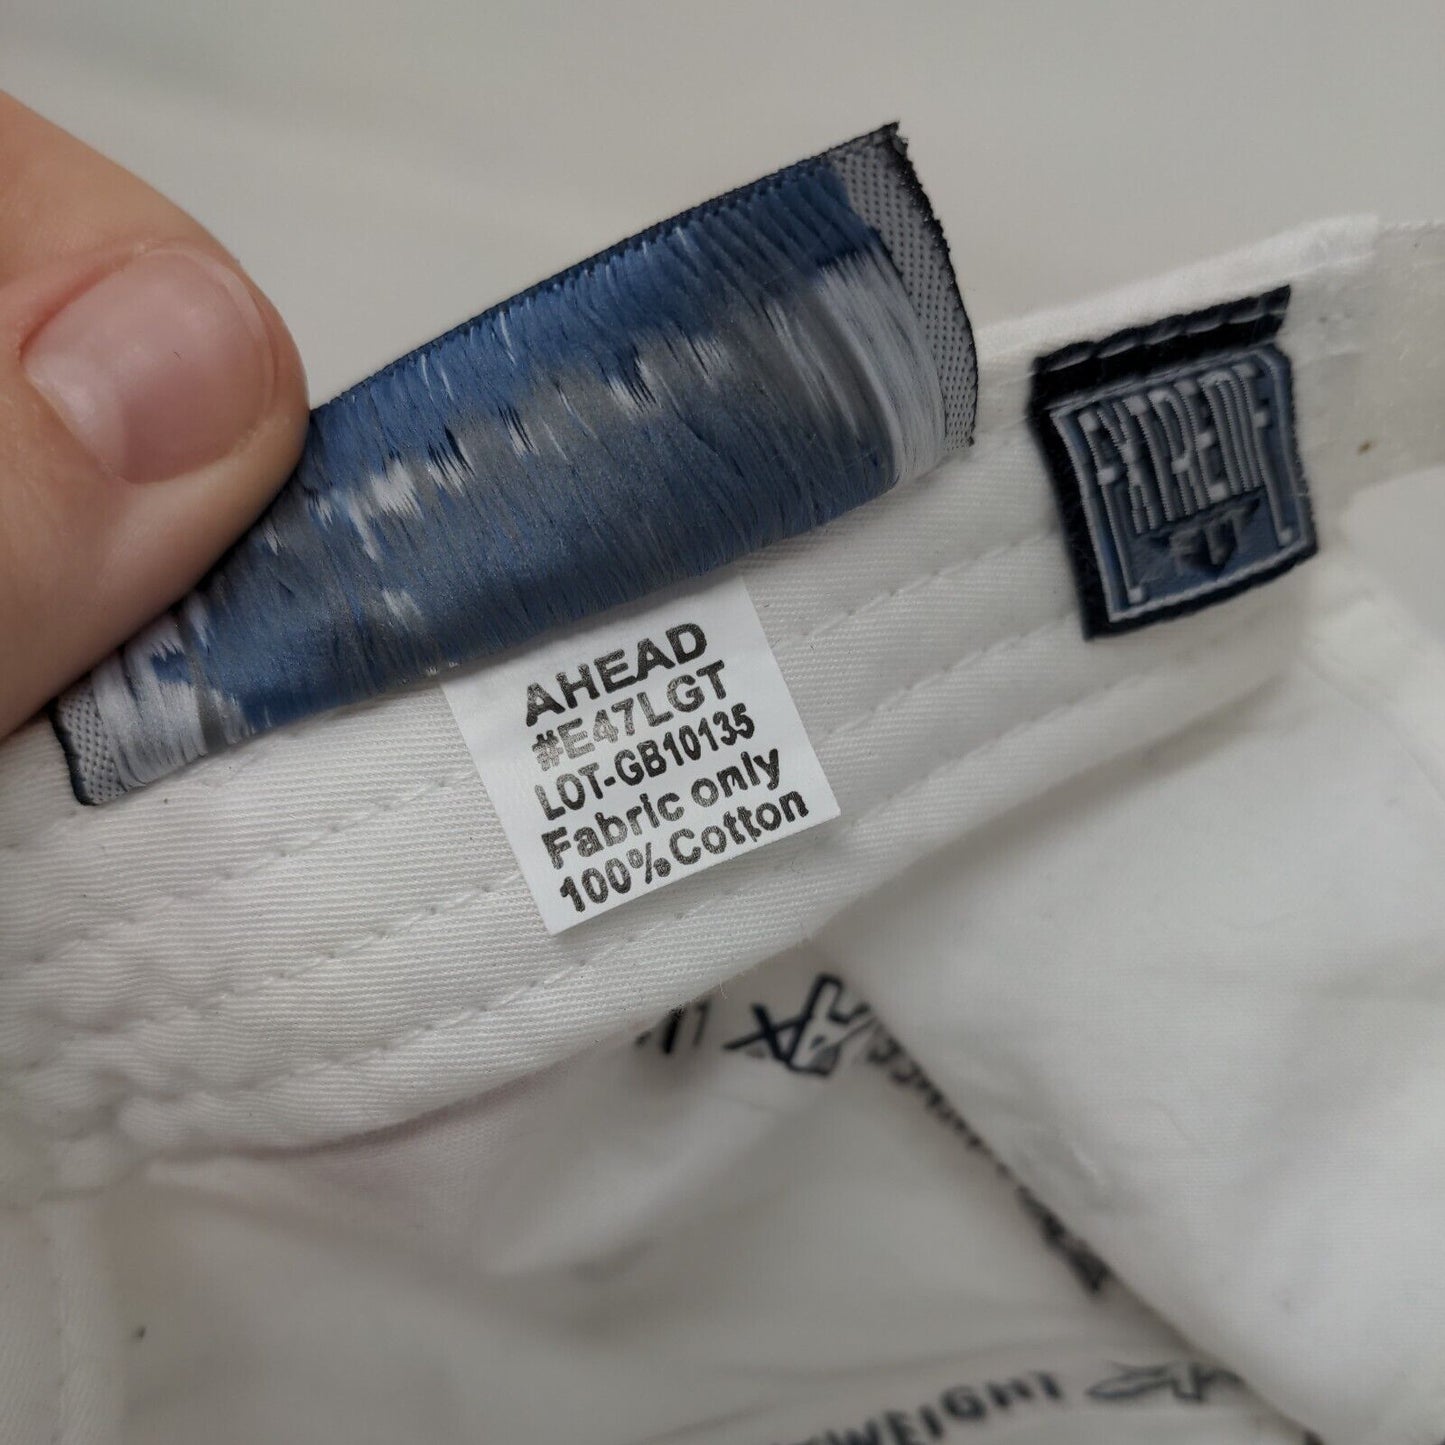 AHEAD
#E47LGT
LOT-GB10135
Fabric only
100%Cotton
EXTREME
FIT